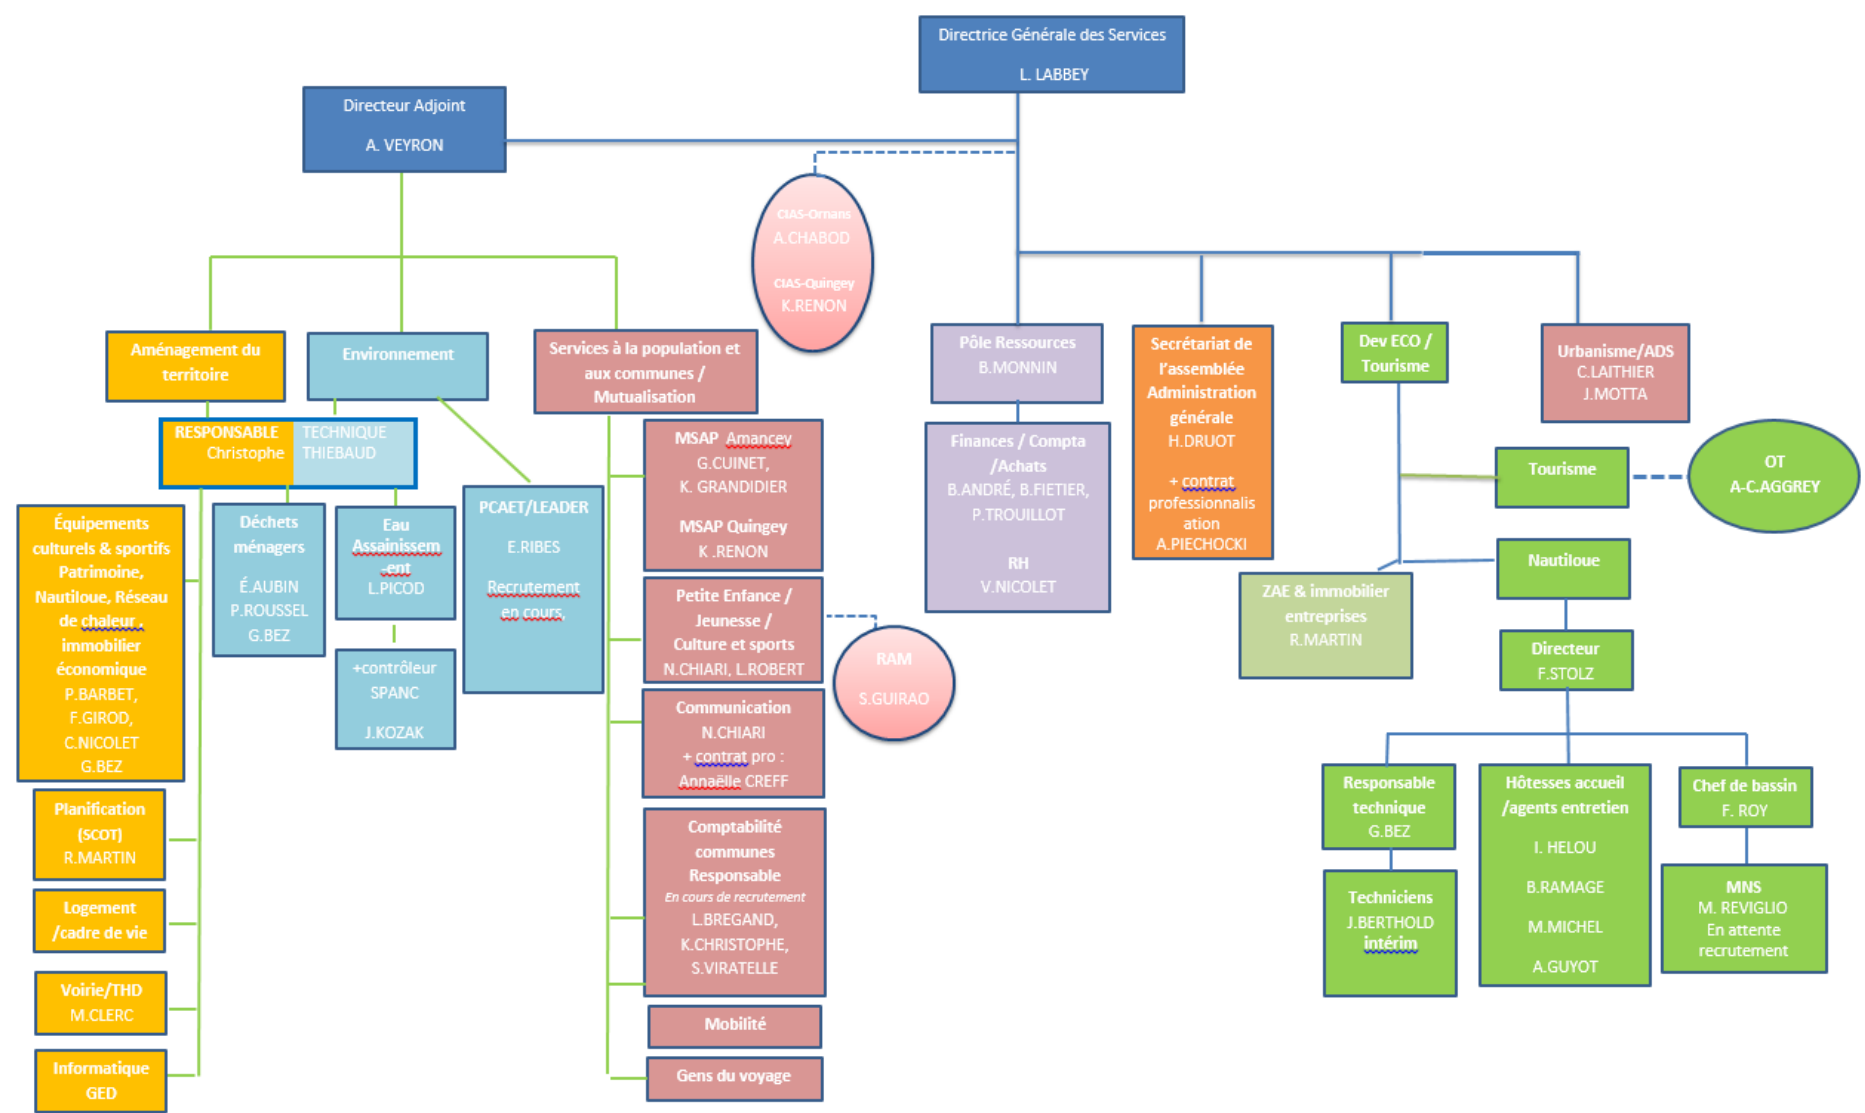 Directrice Générale des Services
L. LABBEY
Directeur Adjoint
A. VEYRON
CIAS-Ornans
A.CHABOD
CIAS-Quingey
K.RENON
Aménagement du
territoire
Environnement
Services à la population et
aux communes /
Mutualisation
Pôle Ressources
B.MONNIN
Secrétariat de
l’assemblée
Administration
générale
H.DRUOT
+ contrat
professionnalis
ation
A.PIECHOCKI
Dev ECO /
Tourisme
Urbanisme/ADS
C.LAITHIER
J.MOTTA
RESPONSABLE TECHNIQUE
Christophe THIEBAUD
MSAP Amancey
G.CUINET,
K. GRANDIDIER
MSAP Quingey
K .RENON
Finances / Compta
/Achats
B.ANDRÉ, B.FIETIER,
P.TROUILLOT
RH
V.NICOLET
Tourisme
OT
A-C.AGGREY
Équipements
culturels & sportifs
Patrimoine,
Nautiloue, Réseau
de chaleur ,
immobilier
économique
P.BARBET,
F.GIROD,
C.NICOLET
G.BEZ
Déchets
ménagers
É.AUBIN
P.ROUSSEL
G.BEZ
Eau
Assainissem
-ent
L.PICOD
+contrôleur
SPANC
J.KOZAK
PCAET/LEADER
E.RIBES
Recrutement
en cours,
Petite Enfance /
Jeunesse /
Culture et sports
N.CHIARI, L.ROBERT
RAM
S.GUIRAO
ZAE & immobilier
entreprises
R.MARTIN
Nautiloue
Directeur
F.STOLZ
Communication
N.CHIARI
+ contrat pro :
Annaëlle CREFF
Comptabilité
communes
Responsable
En cours de recrutement
L.BREGAND,
K.CHRISTOPHE,
S.VIRATELLE
Mobilité
Gens du voyage
Planification
(SCOT)
R.MARTIN
Logement
/cadre de vie
Voirie/THD
M.CLERC
Informatique
GED
Responsable
technique
G.BEZ
Techniciens
J.BERTHOLD
intérim
Hôtesses accueil
/agents entretien
I. HELOU
B.RAMAGE
M.MICHEL
A.GUYOT
Chef de bassin
F. ROY
MNS
M. REVIGLIO
En attente
recrutement